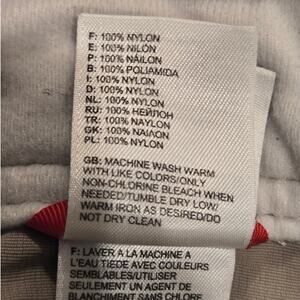 F: 100% NYLON
E: 100% NILÓN
P: 100% NÁILON
B: 100% POLIAMIDA
I: 100% NYLON
D: 100% NYLON
NL: 100% NYLON
RU: 100% НЕЙЛОН
TR: 100% NAYLON
GK: 100% ΝΑΙΛΟΝ
PL: 100% NYLON
GB: MACHINE WASH WARM
WITH LIKE COLORS/ONLY
NON-CHLORINE BLEACH WHEN
NEEDED/TUMBLE DRY LOW/
WARM IRON AS DESIRED/DO
NOT DRY CLEAN
F: LAVER A LA MACHINE A
L'EAU TIEDE AVEC COULEURS
SEMBLABLES/UTILISER
SEULEMENT UN AGENT DE
BLANCHIMENT SANS CHLORE